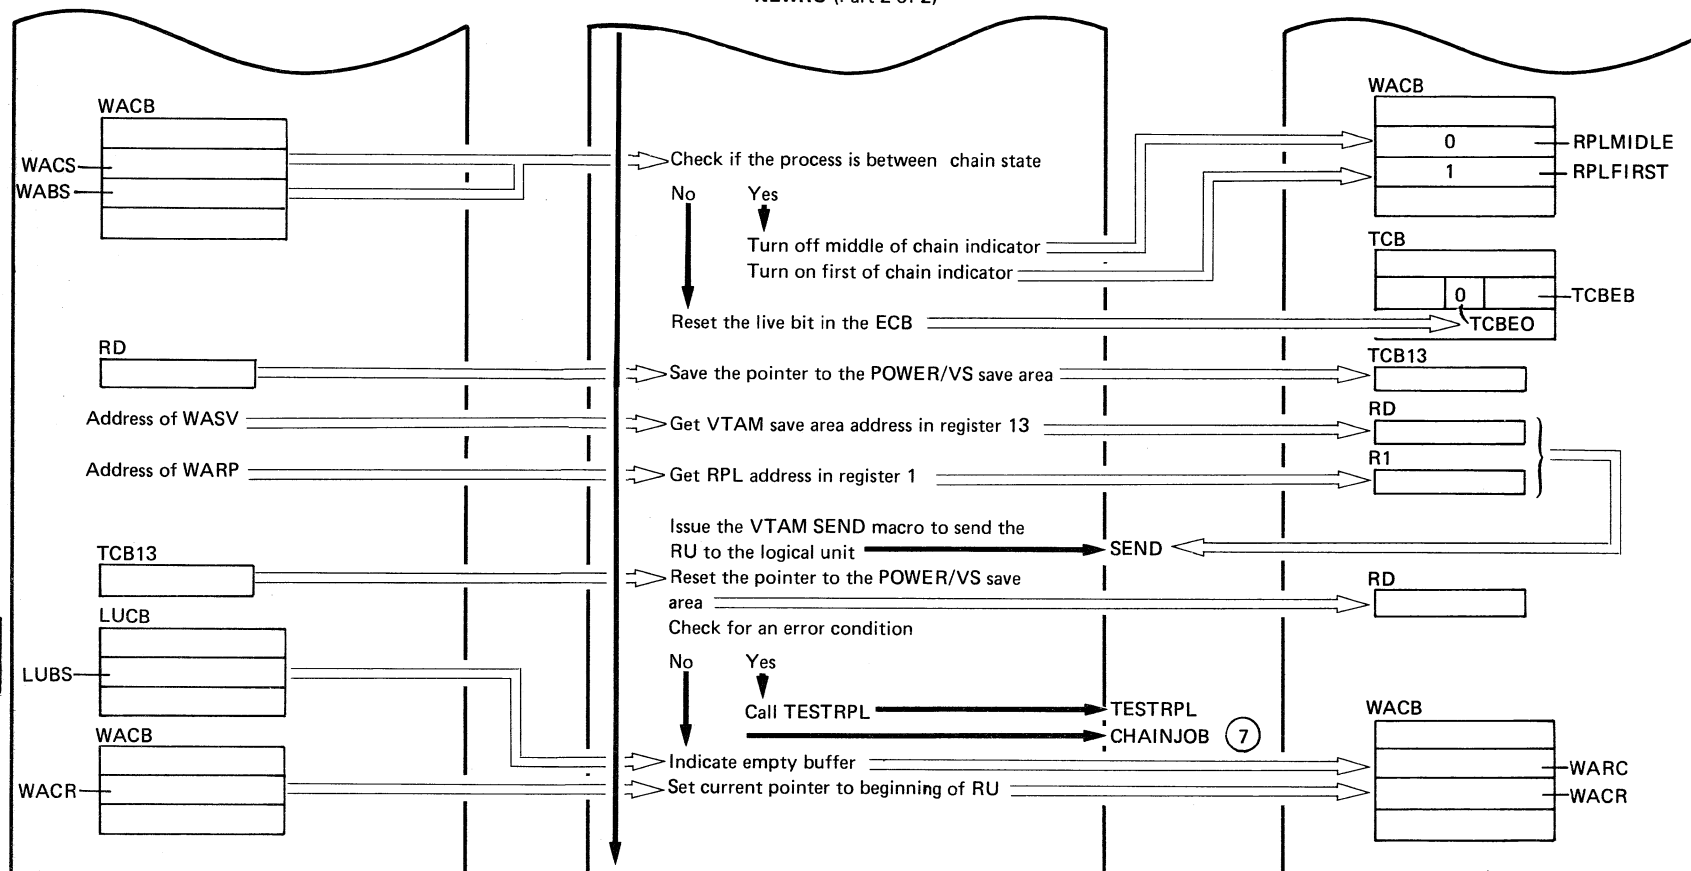 (Part 2 of 2)
WACB
WACS
WABS
Check if the process is between chain state
No Yes
Turn off middle of chain indicator
Turn on first of chain indicator
Reset the live bit in the ECB
WACB
0 RPLMIDLE
1 RPLFIRST
TCB
0 TCBEB
TCBEO
RD
Save the pointer to the POWER/VS save area
TCB13
Address of WASV
Get VTAM save area address in register 13
RD
Address of WARP
Get RPL address in register 1
R1
Issue the VTAM SEND macro to send the
RU to the logical unit
SEND
TCB13
Reset the pointer to the POWER/VS save
area
RD
Check for an error condition
LUCB
LUBS
No Yes
Call TESTRPL
TESTRPL
CHAINJOB 7
WACB
WACR
Indicate empty buffer
Set current pointer to beginning of RU
WACB
WARC
WACR